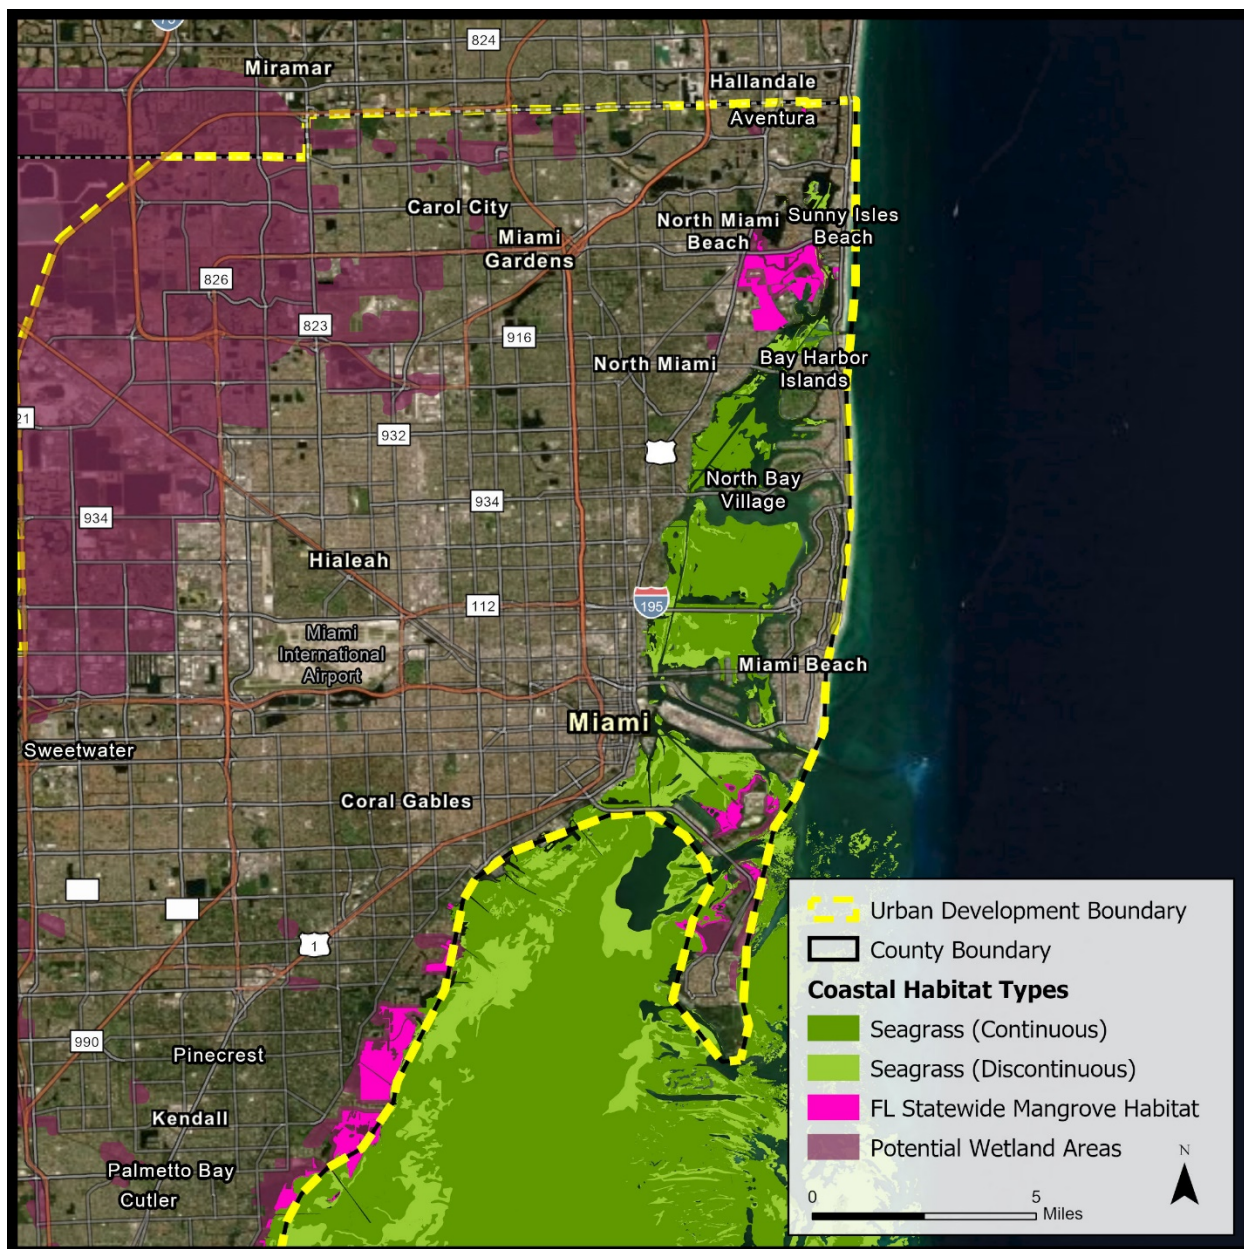 824
Miramar
Hallandale
Aventura
Carol City
North Miami
Beach
Sunny Isles
Beach
Miami
Gardens
826
823
916
North Miami
Bay Harbor
Islands
21
932
North Bay
Village
934
934
Hialeah
195
112
Miami
International
Airport
Miami Beach
Miami
Sweetwater
Coral Gables
1
990
Pinecrest
Kendall
Palmetto Bay
Cutler
Urban Development Boundary
County Boundary
Coastal Habitat Types
Seagrass (Continuous)
Seagrass (Discontinuous)
FL Statewide Mangrove Habitat
Potential Wetland Areas
N
0 5
Miles